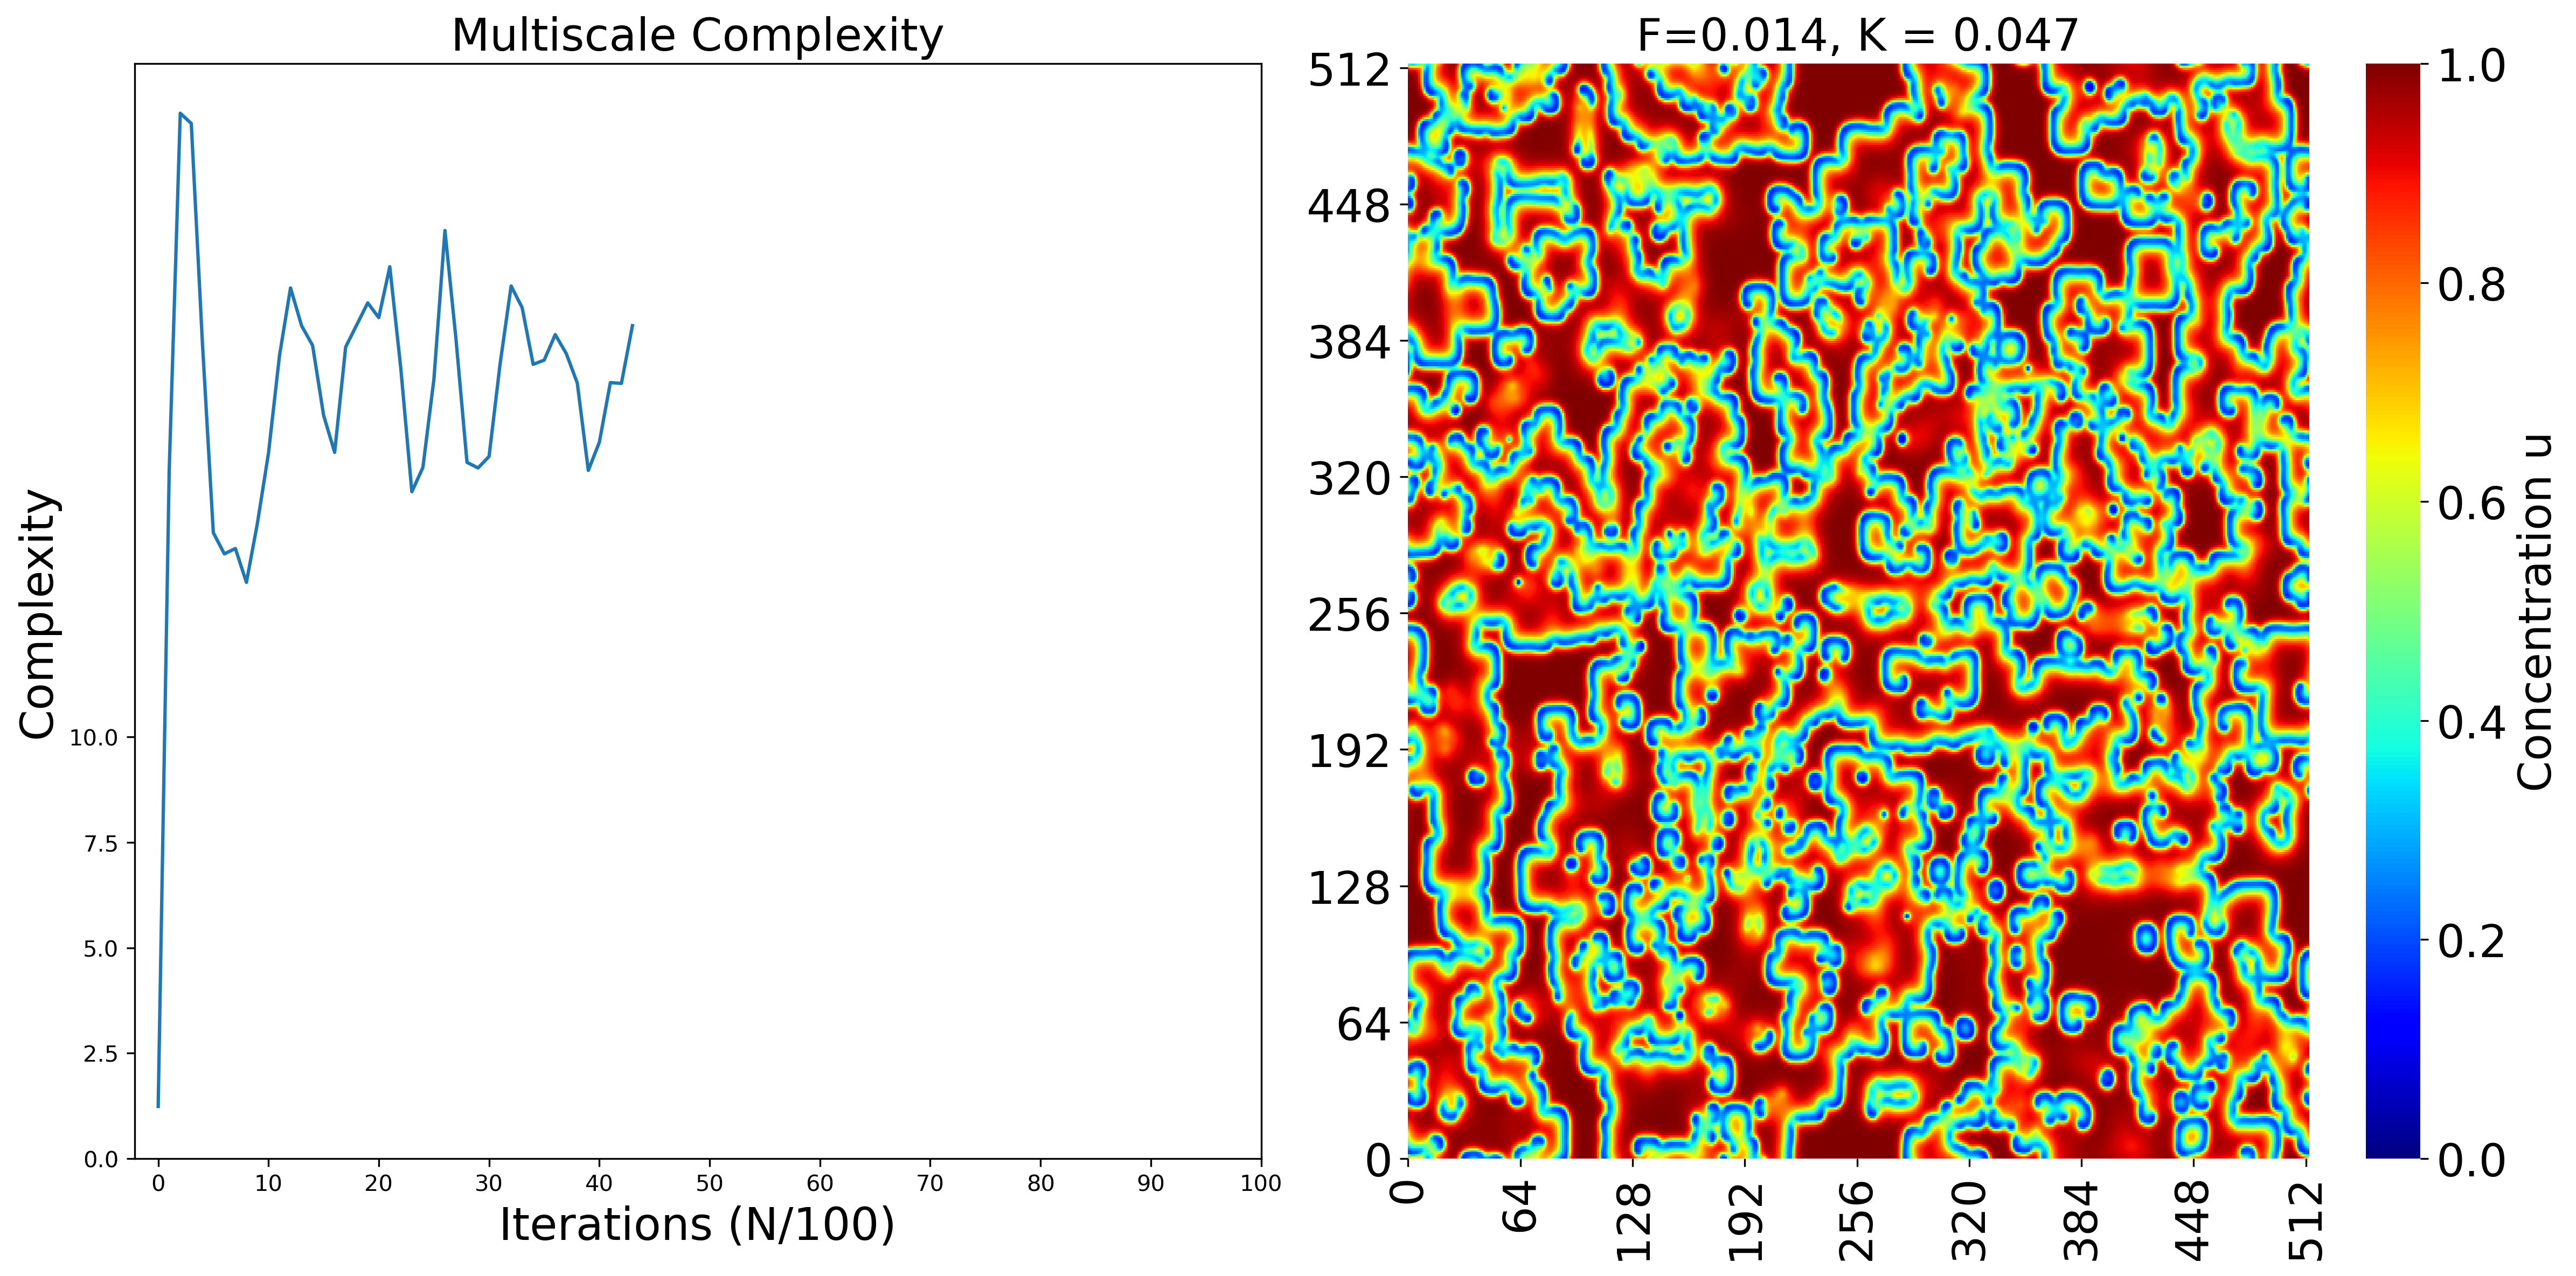 Multiscale Complexity
Complexity
10.0
7.5
5.0
2.5
0.0
0 10 20 30 40 50 60 70 80 90 100
Iterations (N/100)
F=0.014, K = 0.047
512
448
384
320
256
192
128
64
0
0 64 128 192 256 320 384 448 512
1.0
0.8
0.6
0.4
0.2
0.0
Concentration u